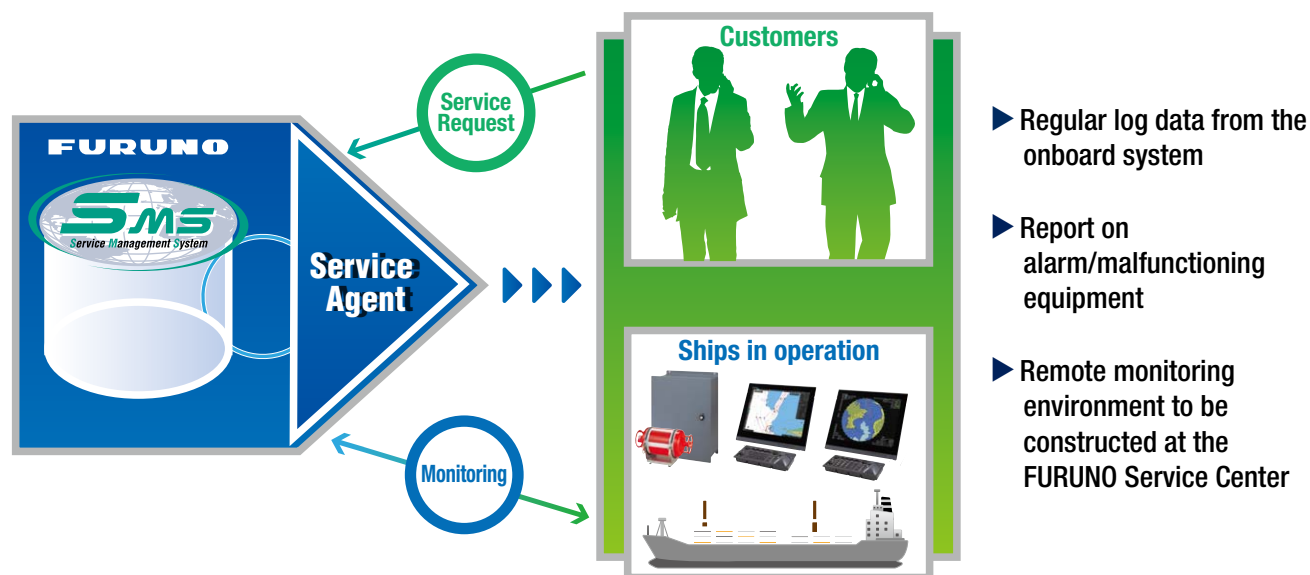 FURUNO
SMS
Service Management System
Service
Agent
Service
Request
Monitoring
Customers
Ships in operation
Regular log data from the
onboard system
Report on
alarm/malfunctioning
equipment
Remote monitoring
environment to be
constructed at the
FURUNO Service Center